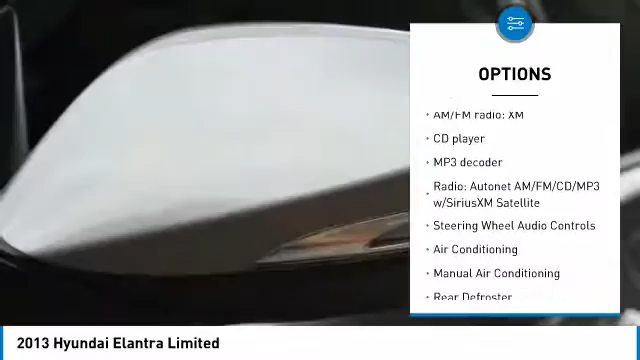 OPTIONS
AM/FM radio: XM
CD player
MP3 decoder
Radio: Autonet AM/FM/CD/MP3
w/SiriusXM Satellite
Steering Wheel Audio Controls
Air Conditioning
Manual Air Conditioning
Rear Defroster
2013 Hyundai Elantra Limited